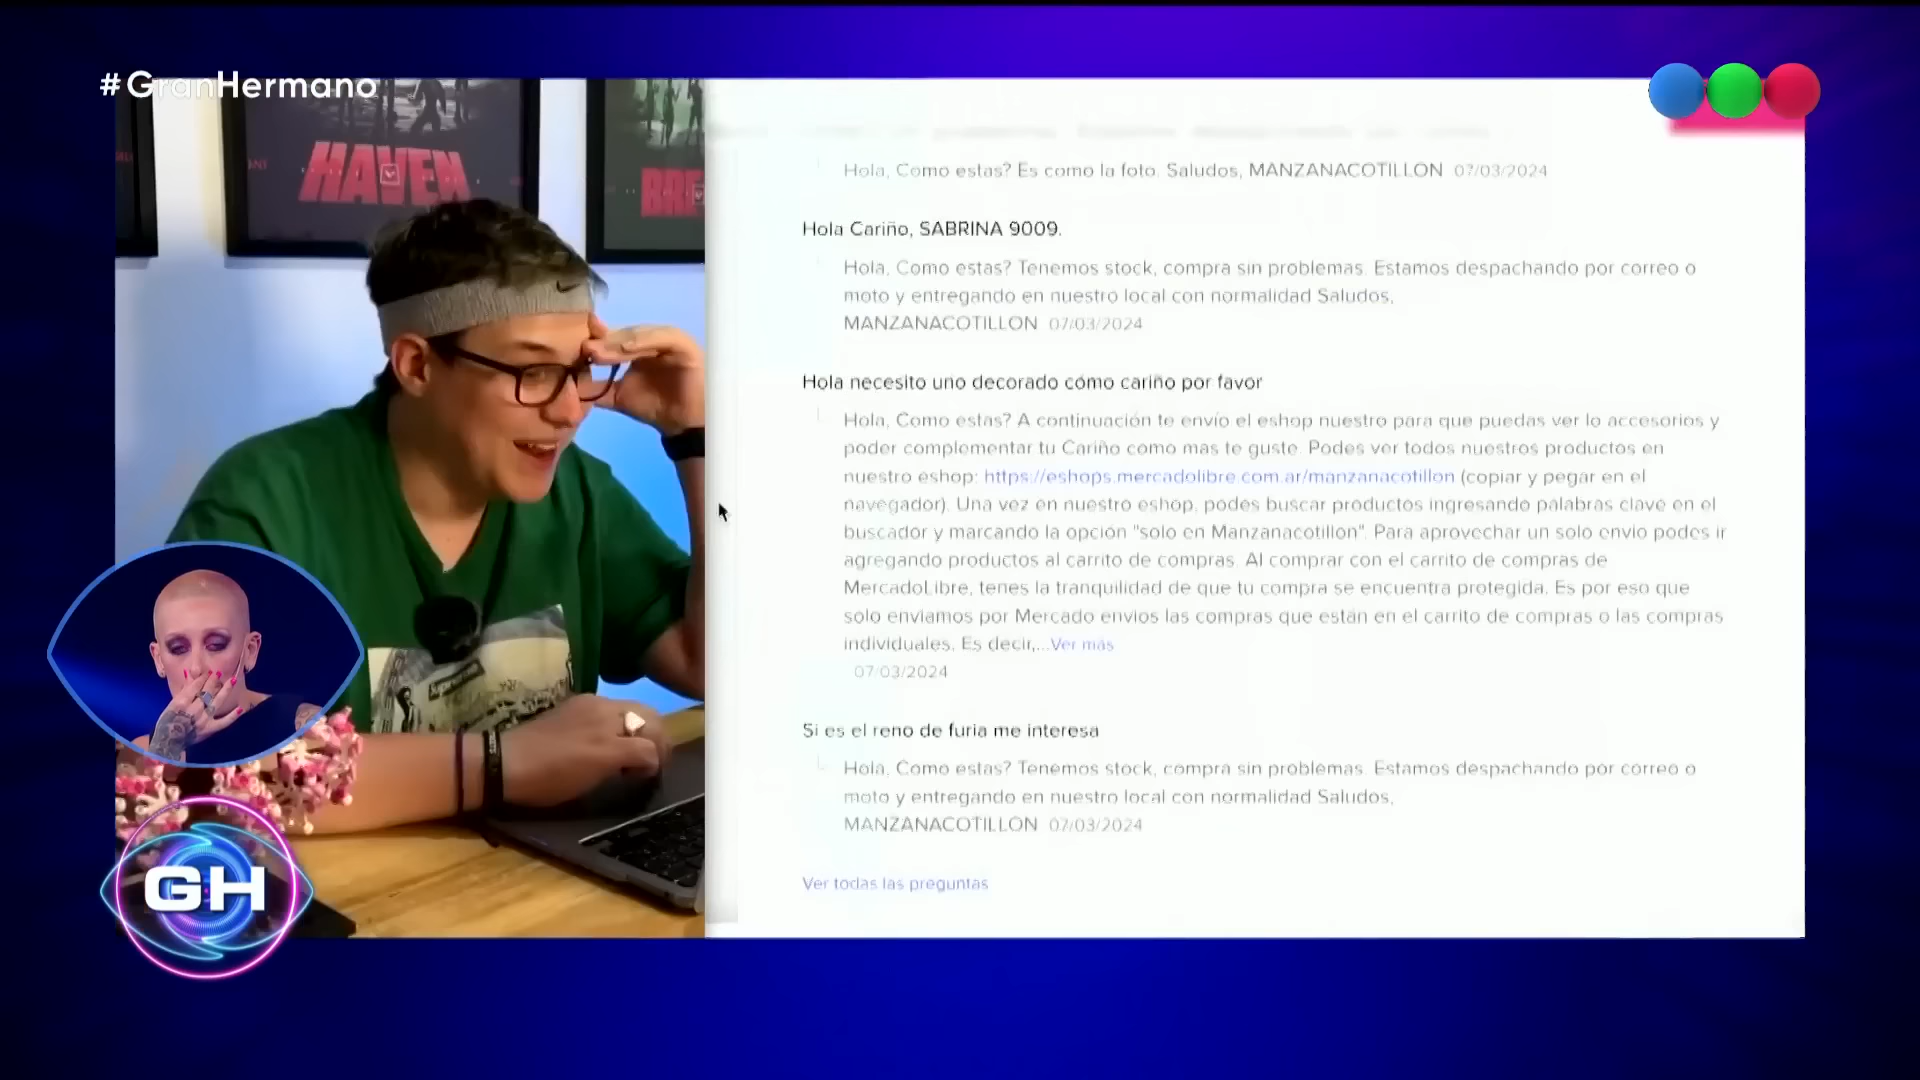 #GranHermano
HAVEN
Hola, Como estas? Es como la foto. Saludos, MANZANACOTILLON 07/03/2024
Hola Cariño, SABRINA 9009.
Hola, Como estas? Tenemos stock, compra sin problemas. Estamos despachando por correo o
moto y entregando en nuestro local con normalidad Saludos,
MANZANACOTILLON 07/03/2024
Hola necesito uno decorado como cariño por favor
Hola, Como estas? A continuación te envío el eshop nuestro para que puedas ver lo accesorios y
poder complementar tu Cariño como mas te guste. Podes ver todos nuestros productos en
nuestro eshop: https://eshops.mercadolibre.com.ar/manzanacotillon (copiar y pegar en el
navegador). Una vez en nuestro eshop, podés buscar productos ingresando palabras clave en el
buscador y marcando la opción "solo en Manzanacotillon". Para aprovechar un solo envio podes ir
agregando productos al carrito de compras. Al comprar con el carrito de compras de
MercadoLibre, tenes la tranquilidad de que tu compra se encuentra protegida. Es por eso que
solo enviamos por Mercado envios las compras que están en el carrito de compras o las compras
individuales. Es decir,...Ver más
07/03/2024
Si es el reno de furia me interesa
Hola, Como estas? Tenemos stock, compra sin problemas. Estamos despachando por correo o
moto y entregando en nuestro local con normalidad Saludos,
MANZANACOTILLON 07/03/2024
Ver todas las preguntas
GH